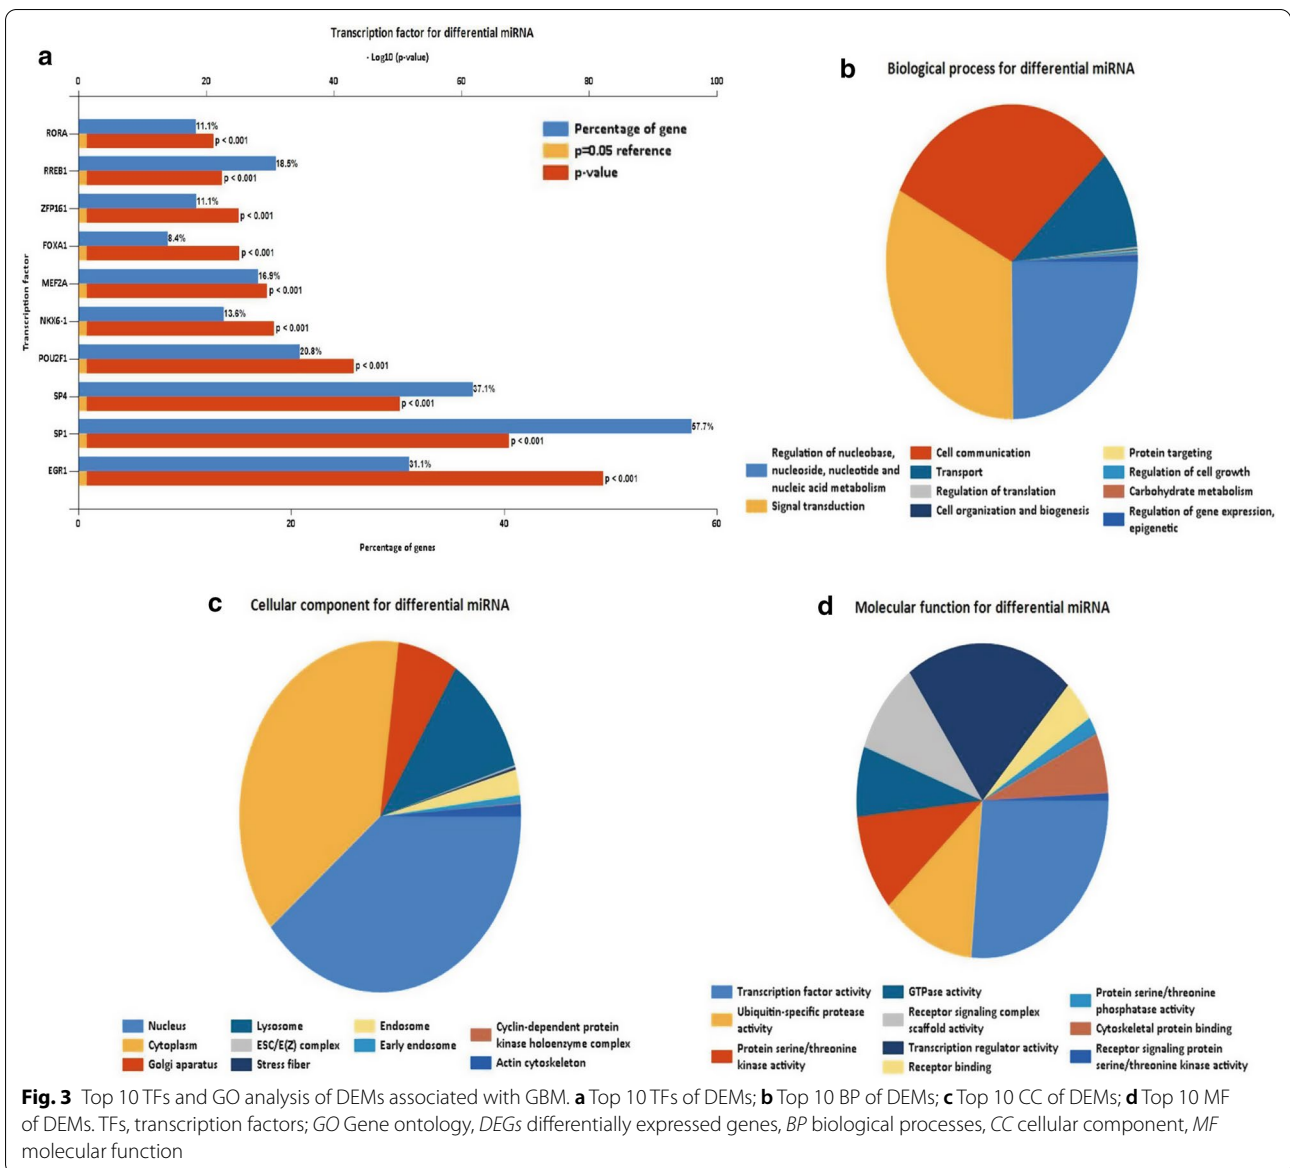 a
Transcription factor for differential miRNA
- Log10 (p-value)
0 20 40 60 80 100
Transcription factor
RORA 11.1% p < 0.001
RREB1 18.5% p < 0.001
ZFP161 11.1% p < 0.001
FOXA1 8.4% p < 0.001
MEF2A 16.9% p < 0.001
NKX6-1 13.6% p < 0.001
POU2F1 20.8% p < 0.001
SP4 37.1% p < 0.001
SP1 57.7% p < 0.001
EGR1 31.1% p < 0.001
Percentage of gene
p=0.05 reference
p-value
0 20 40 60
Percentage of genes
b
Biological process for differential miRNA
Regulation of nucleobase,
nucleoside, nucleotide and
nucleic acid metabolism
Signal transduction
Cell communication
Transport
Regulation of translation
Cell organization and biogenesis
Protein targeting
Regulation of cell growth
Carbohydrate metabolism
Regulation of gene expression,
epigenetic
c
Cellular component for differential miRNA
Nucleus
Cytoplasm
Golgi aparatus
Lysosome
ESC/E(Z) complex
Stress fiber
Endosome
Early endosome
Cyclin-dependent protein
kinase holoenzyme complex
Actin cytoskeleton
d
Molecular function for differential miRNA
Transcription factor activity
Ubiquitin-specific protease
activity
Protein serine/threonine
kinase activity
GTPase activity
Receptor signaling complex
scaffold activity
Transcription regulator activity
Receptor binding
Protein serine/threonine
phosphatase activity
Cytoskeletal protein binding
Receptor signaling protein
serine/threonine kinase activity
Fig. 3 Top 10 TFs and GO analysis of DEMs associated with GBM. a Top 10 TFs of DEMs; b Top 10 BP of DEMs; c Top 10 CC of DEMs; d Top 10 MF
of DEMs. TFs, transcription factors; GO Gene ontology, DEGs differentially expressed genes, BP biological processes, CC cellular component, MF
molecular function